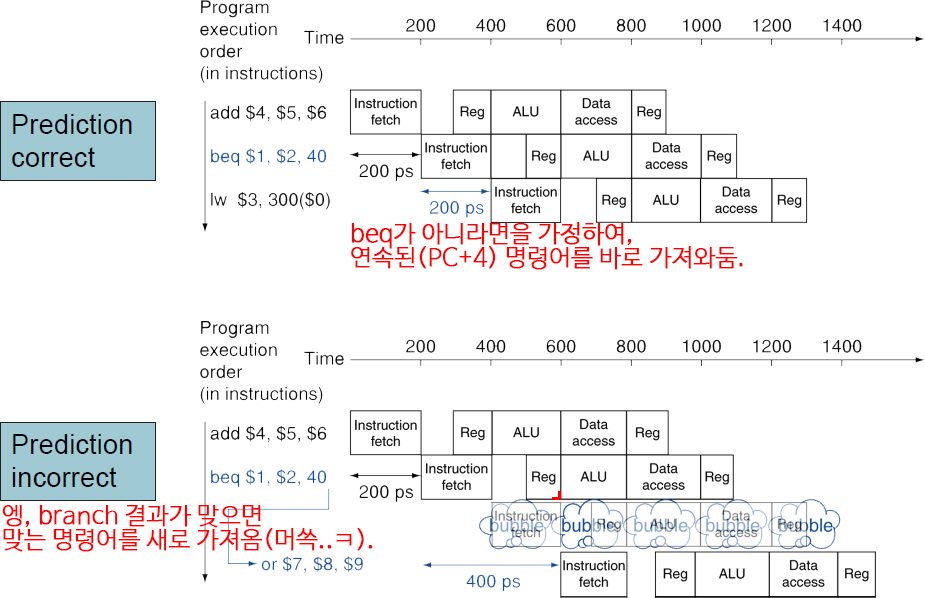 Program
execution
order
(in instructions)
Time
200 400 600 800 1000 1200 1400
Prediction
correct
add $4, $5, $6
Instruction
fetch
Reg
ALU
Data
access
Reg
beq $1, $2, 40
200 ps
Instruction
fetch
Reg
ALU
Data
access
Reg
lw $3, 300($0)
200 ps
Instruction
fetch
Reg
ALU
Data
access
Reg
beq가 아니라면을 가정하여,
연속된(PC+4) 명령어를 바로 가져와둠.
Program
execution
order
(in instructions)
Time
200 400 600 800 1000 1200 1400
Prediction
incorrect
add $4, $5, $6
Instruction
fetch
Reg
ALU
Data
access
Reg
beq $1, $2, 40
200 ps
Instruction
fetch
Reg
ALU
Data
access
Reg
엥, branch 결과가 맞으면
맞는 명령어를 새로 가져옴(머쓱..ㅋ).
Instruction
fetch
Reg
ALU
Data
access
Reg
bubble bubble bubble bubble bubble
or $7, $8, $9
400 ps
Instruction
fetch
Reg
ALU
Data
access
Reg